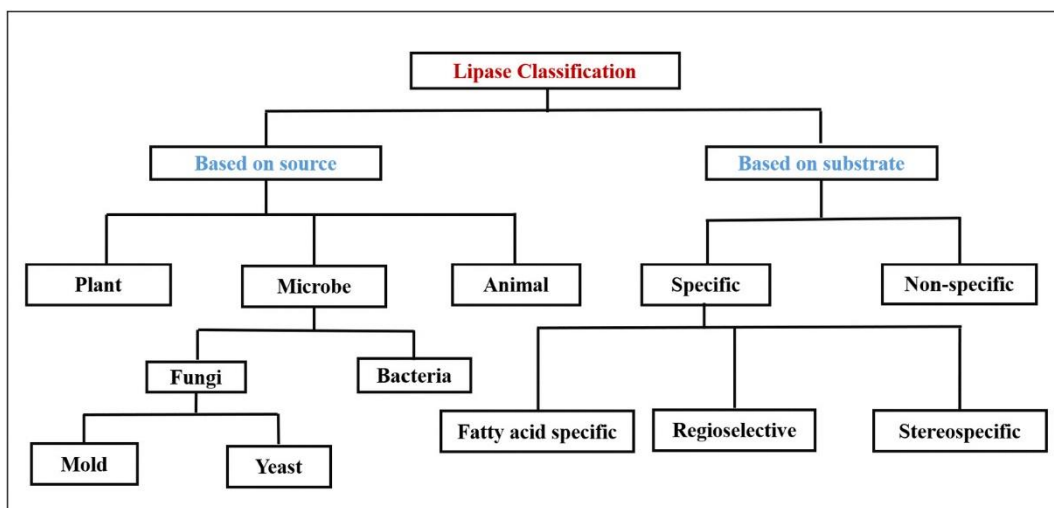 Lipase Classification
Based on source
Based on substrate
Plant
Microbe
Animal
Specific
Non-specific
Fungi
Bacteria
Fatty acid specific
Regioselective
Stereospecific
Mold
Yeast